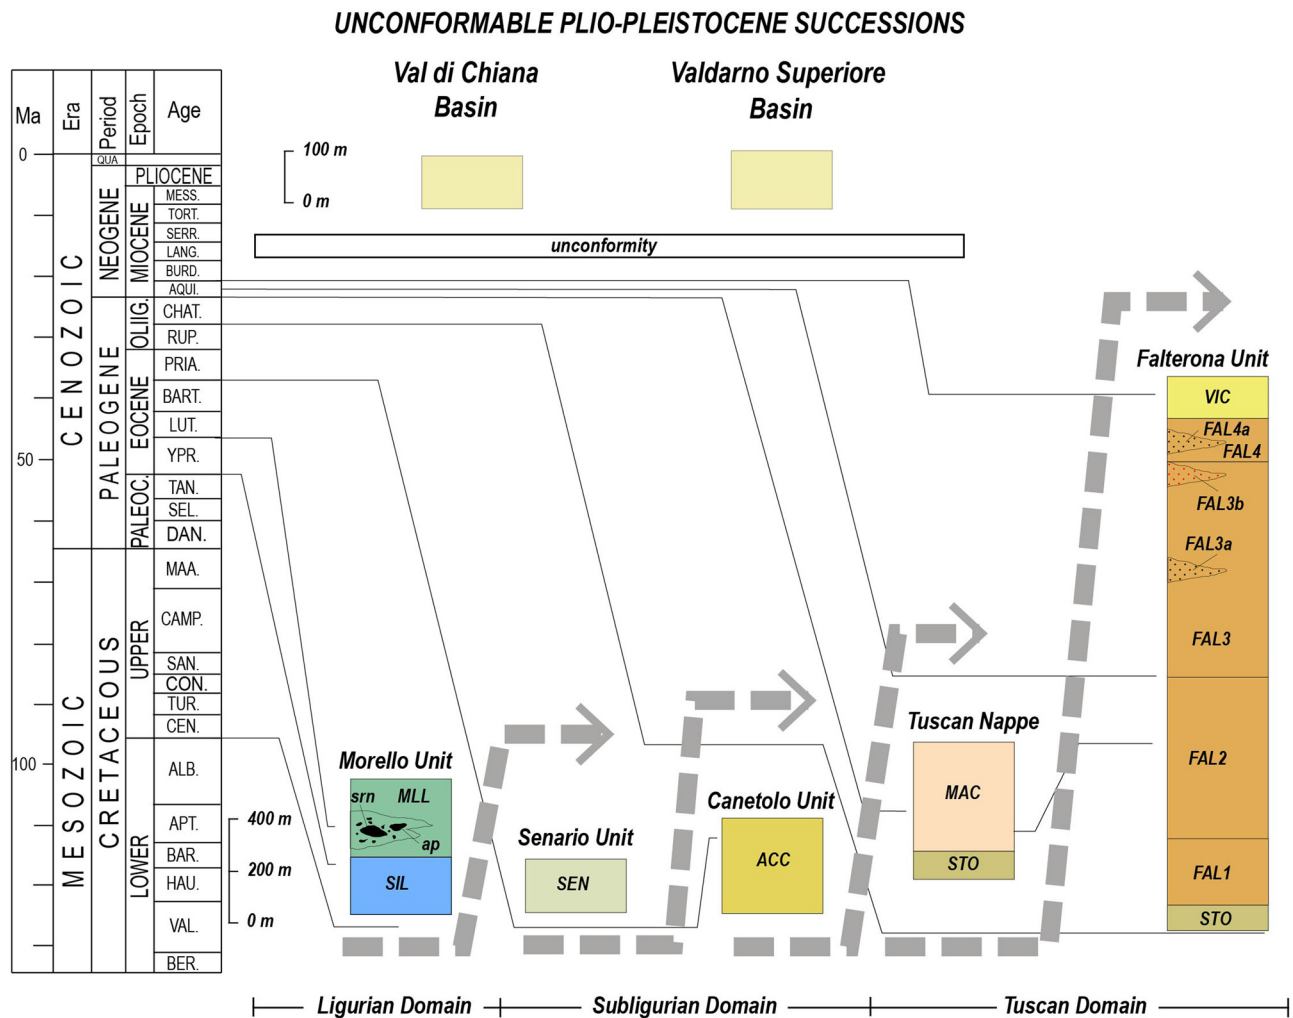 UNCONFORMABLE PLIO-PLEISTOCENE SUCCESSIONS
Val di Chiana
Basin
Valdarno Superiore
Basin
Ma
Era
Period
Epoch
Age
0
50
100
CENOZOIC
MESOZOIC
QUA
NEOGENE
PALEOGENE
CRETACEOUS
PLIOCENE
MIOCENE
OLIIG.
EOCENE
PALEOC.
UPPER
LOWER
MESS.
TORT.
SERR.
LANG.
BURD.
AQUI.
CHAT.
RUP.
PRIA.
BART.
LUT.
YPR.
TAN.
SEL.
DAN.
MAA.
CAMP.
SAN.
CON.
TUR.
CEN.
ALB.
APT.
BAR.
HAU.
VAL.
BER.
100 m
0 m
unconformity
Falterona Unit
VIC
FAL4a
FAL4
FAL3b
FAL3a
FAL3
FAL2
FAL1
STO
Tuscan Nappe
MAC
STO
Canetolo Unit
ACC
Senario Unit
SEN
Morello Unit
srn
MLL
ap
SIL
400 m
200 m
0 m
Ligurian Domain
Subligurian Domain
Tuscan Domain